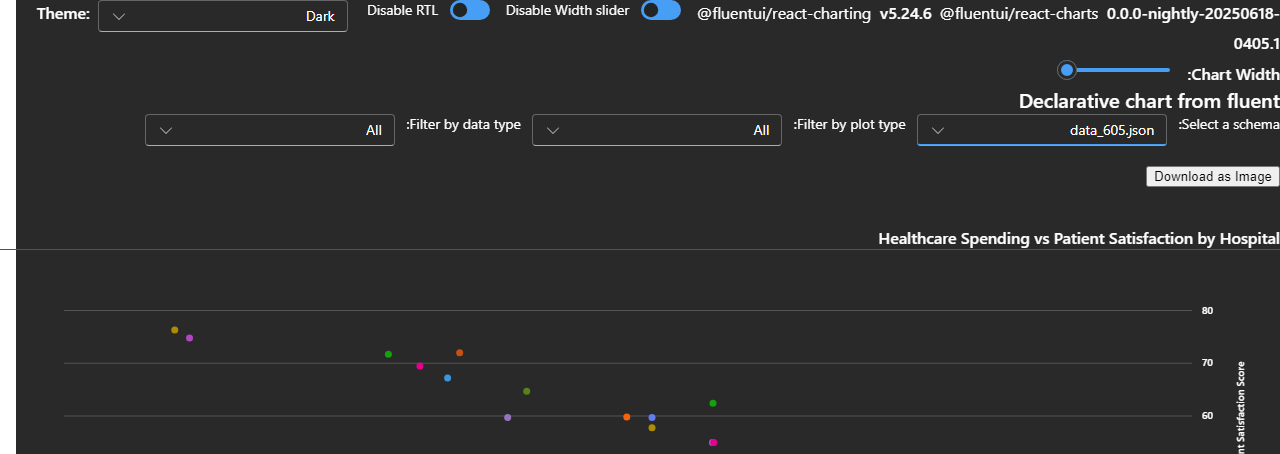 Theme:
Dark
Disable RTL
Disable Width slider
@fluentui/react-charting v5.24.6 @fluentui/react-charts 0.0.0-nightly-20250618-
0405.1
:Chart Width
Declarative chart from fluent
:Select a schema
data_605.json
:Filter by plot type
All
:Filter by data type
All
Download as Image
Healthcare Spending vs Patient Satisfaction by Hospital
80
70
60
nt Satisfaction Score